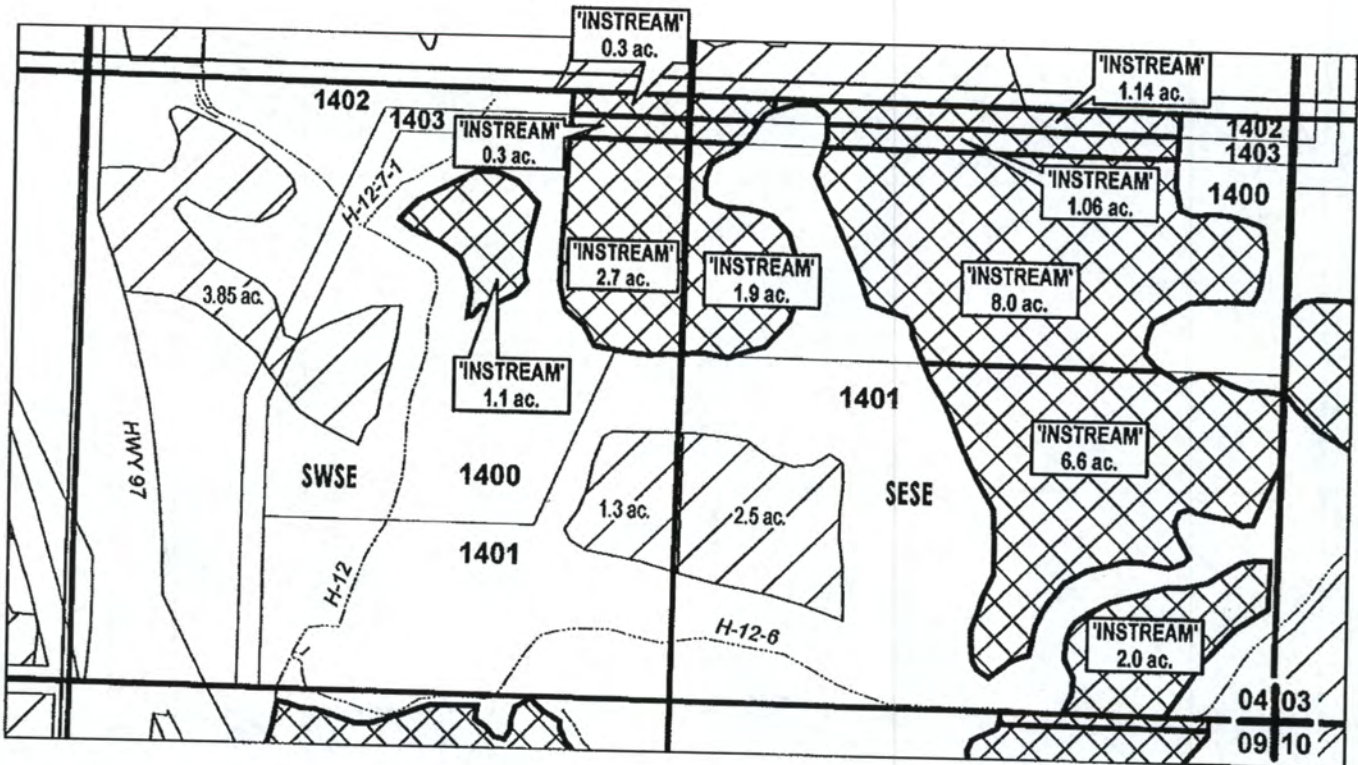 'INSTREAM'
0.3 ac.
'INSTREAM'
1.14 ac.
1402
1403
'INSTREAM'
0.3 ac.
1402
1403
'INSTREAM'
1.06 ac.
1400
H-12-7-1
3.85 ac.
'INSTREAM'
2.7 ac.
'INSTREAM'
1.9 ac.
'INSTREAM'
8.0 ac.
'INSTREAM'
1.1 ac.
1401
HWY 97
SWSE
1400
1.3 ac.
2.5 ac.
SESE
'INSTREAM'
6.6 ac.
1401
H-12
H-12-6
'INSTREAM'
2.0 ac.
04 03
09 10